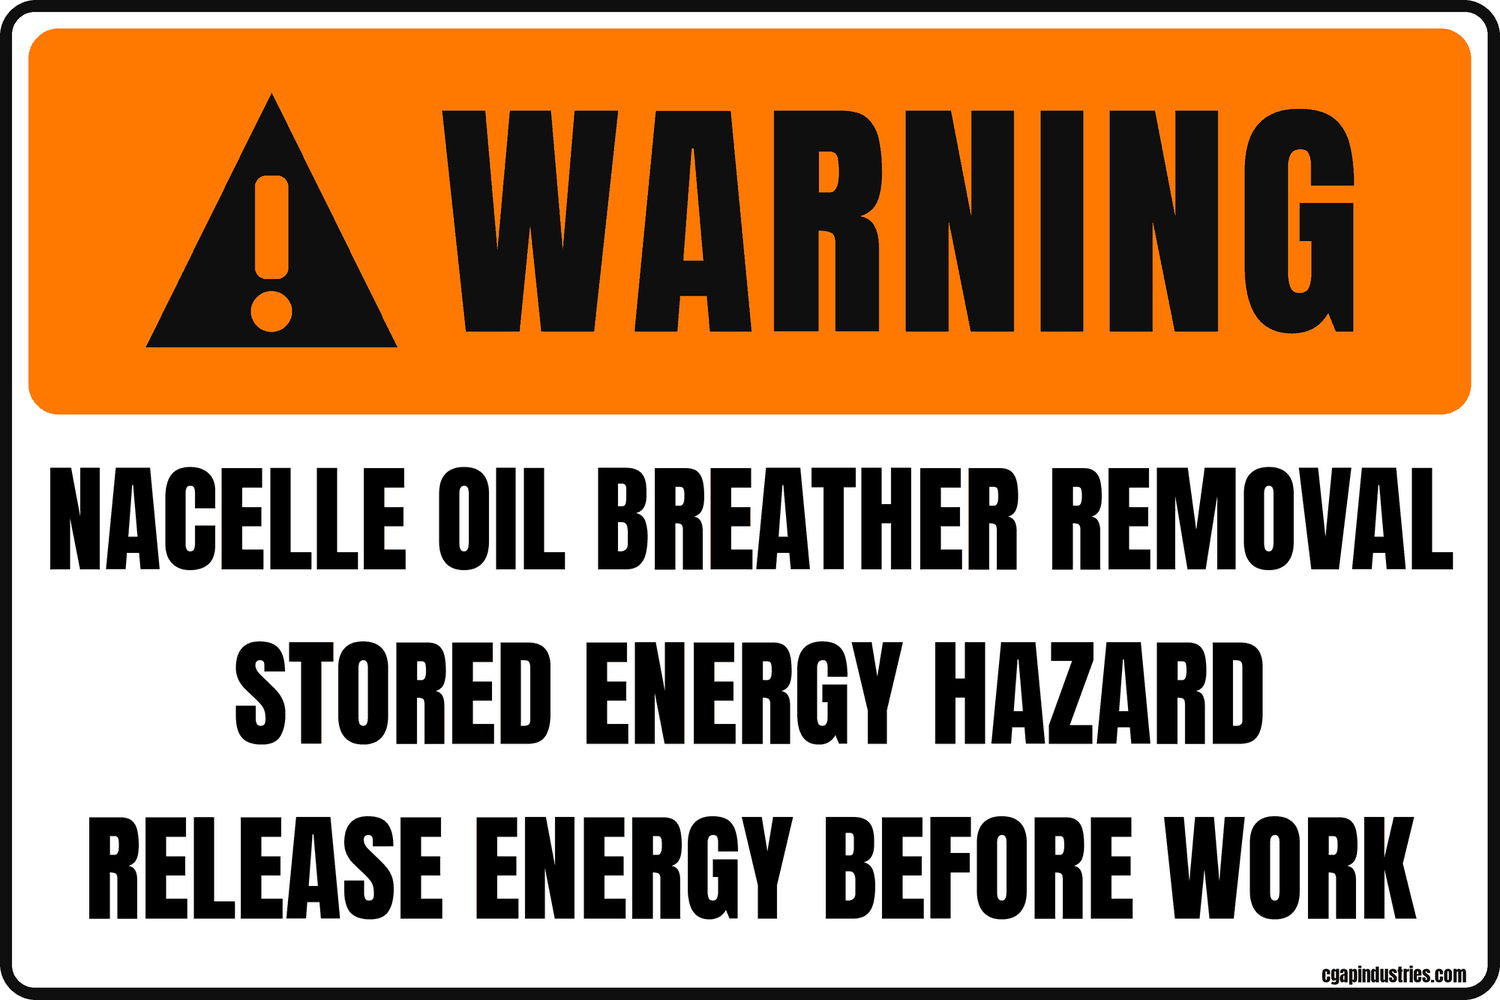 WARNING
NACELLE OIL BREATHER REMOVAL
STORED ENERGY HAZARD
RELEASE ENERGY BEFORE WORK
cgapindustries.com